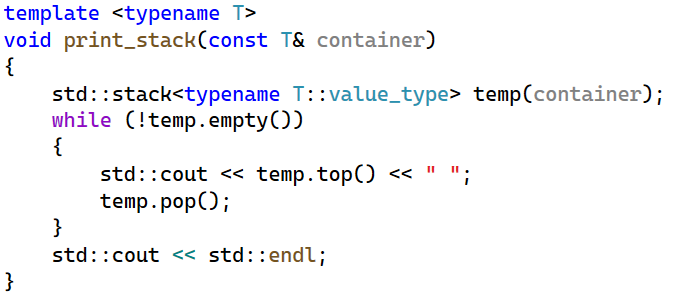 template <typename T>
void print_stack(const T& container)
{
    std::stack<typename T::value_type> temp(container);
    while (!temp.empty())
    {
        std::cout << temp.top() << " ";
        temp.pop();
    }
    std::cout << std::endl;
}